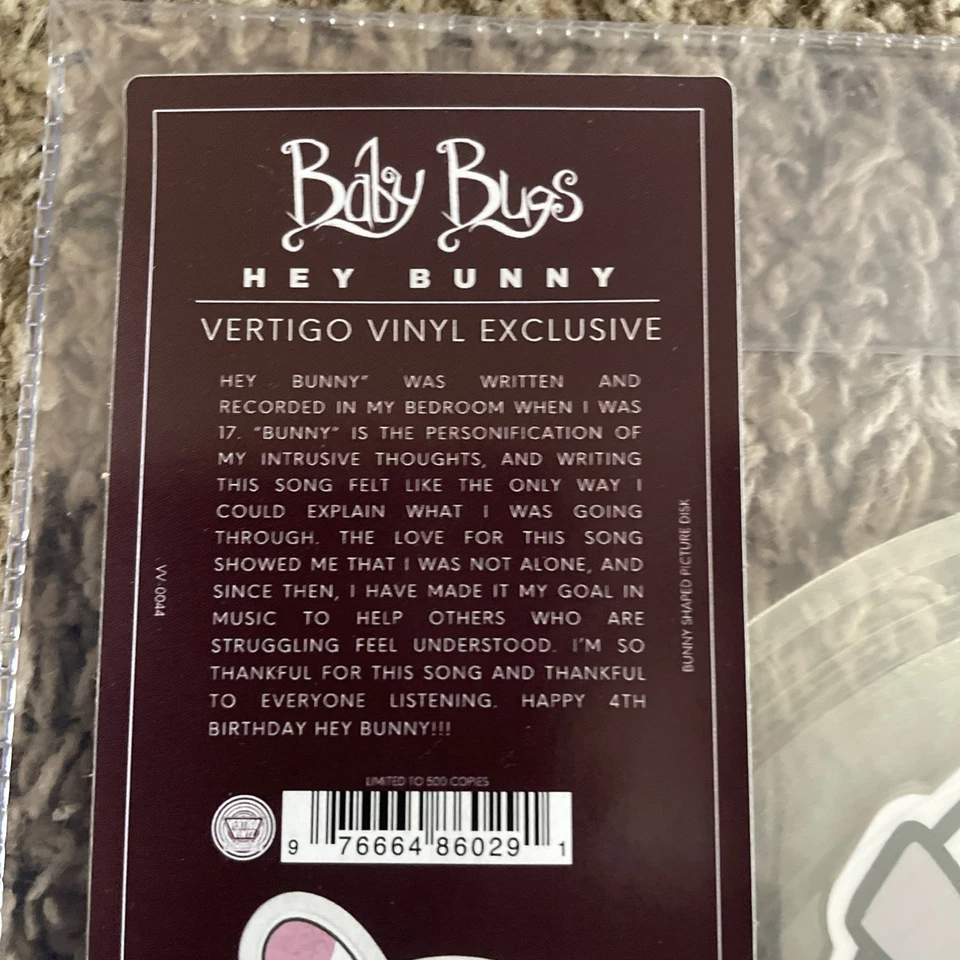 Baby Bugs
HEY BUNNY
VERTIGO VINYL EXCLUSIVE
HEY BUNNY" WAS WRITTEN AND
RECORDED IN MY BEDROOM WHEN I WAS
17. "BUNNY" IS THE PERSONIFICATION OF
MY INTRUSIVE THOUGHTS, AND WRITING
THIS SONG FELT LIKE THE ONLY WAY I
COULD EXPLAIN WHAT I WAS GOING
THROUGH. THE LOVE FOR THIS SONG
SHOWED ME THAT I WAS NOT ALONE, AND
SINCE THEN, I HAVE MADE IT MY GOAL IN
MUSIC TO HELP OTHERS WHO ARE
STRUGGLING FEEL UNDERSTOOD. I'M SO
THANKFUL FOR THIS SONG AND THANKFUL
TO EVERYONE LISTENING. HAPPY 4TH
BIRTHDAY HEY BUNNY!!!
VV-0044
BUNNY SHAPED PICTURE DISK
LIMITED TO 500 COPIES
9 76664 86029 1